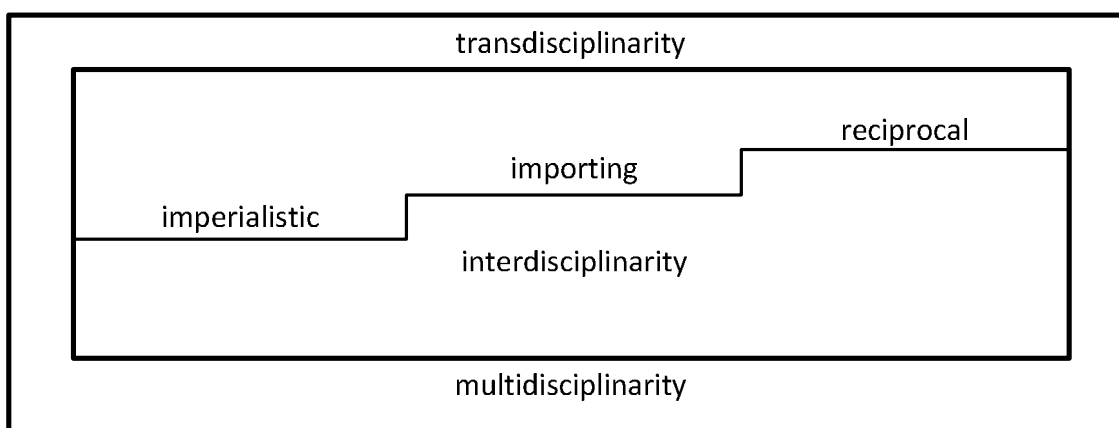 transdisciplinarity
reciprocal
importing
imperialistic
interdisciplinarity
multidisciplinarity